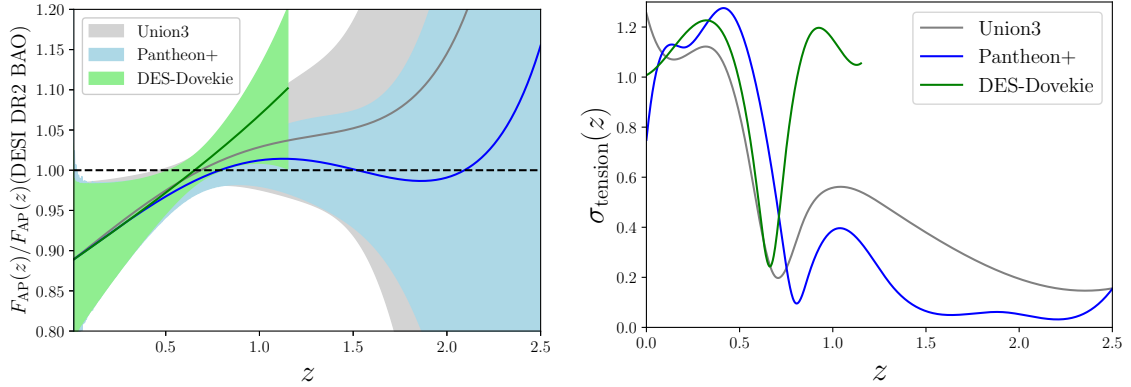 F_AP(z)/F_AP(z)(DESI DR2 BAO)
1.20
1.15
1.10
1.05
1.00
0.95
0.90
0.85
0.80
Union3
Pantheon+
DES-Dovekie
0.0 0.5 1.0 1.5 2.0 2.5
z
σ_tension(z)
1.2
1.0
0.8
0.6
0.4
0.2
0.0
Union3
Pantheon+
DES-Dovekie
0.0 0.5 1.0 1.5 2.0 2.5
z